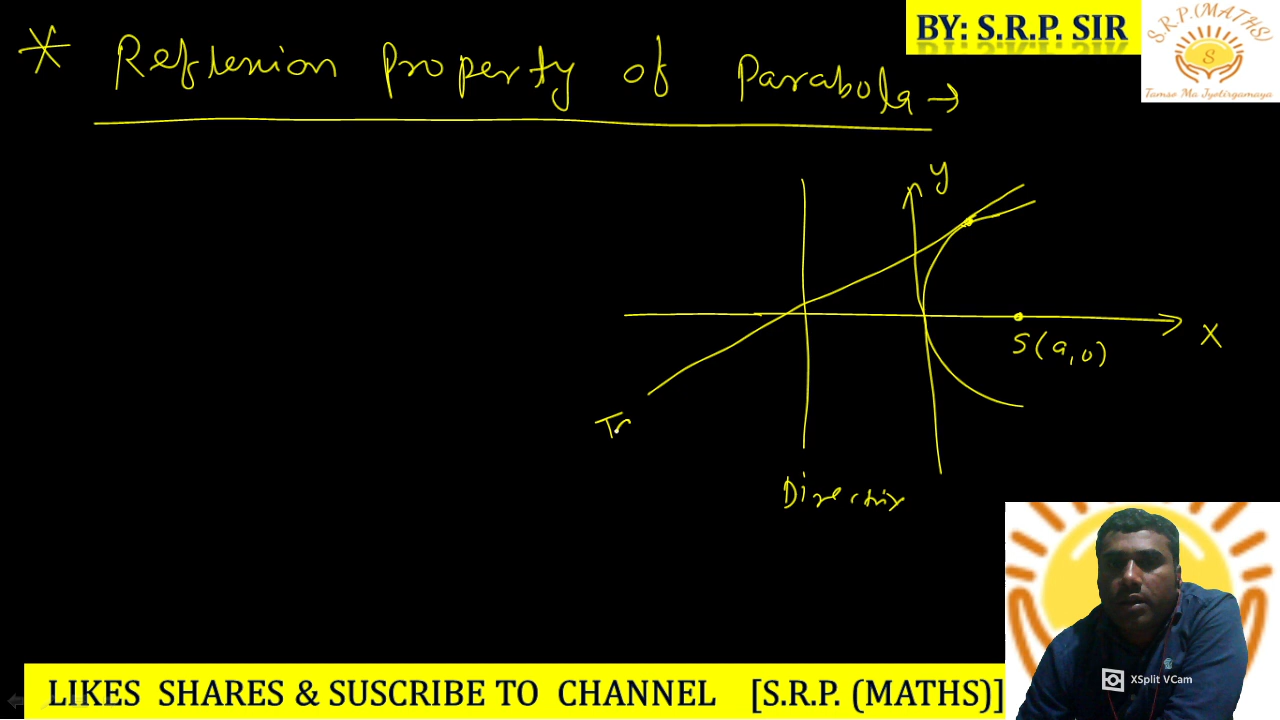 * Reflexion Property of Parabola →
BY: S.R.P. SIR
S.R.P.(MATHS)
S
Tamso Ma Jyotirgamaya
y
X
S(a,0)
Tr
Directrix
XSplit VCam
LIKES SHARES & SUSCRIBE TO CHANNEL [S.R.P. (MATHS)]